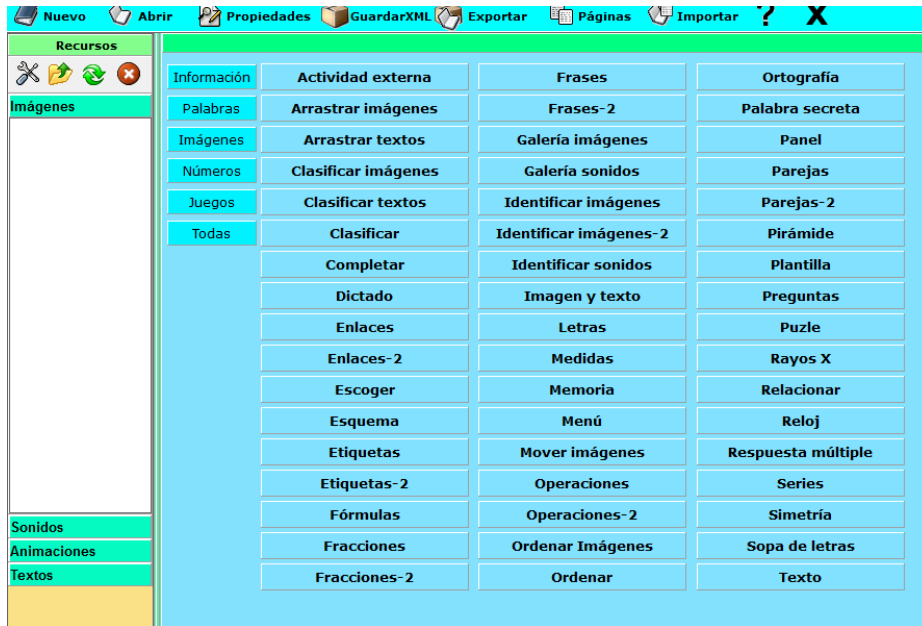 Nuevo Abrir Propiedades GuardarXML Exportar Páginas Importar ? X
Recursos
Imágenes
Sonidos
Animaciones
Textos
Información
Palabras
Imágenes
Números
Juegos
Todas
Actividad externa
Arrastrar imágenes
Arrastrar textos
Clasificar imágenes
Clasificar textos
Clasificar
Completar
Dictado
Enlaces
Enlaces-2
Escoger
Esquema
Etiquetas
Etiquetas-2
Fórmulas
Fracciones
Fracciones-2
Frases
Frases-2
Galería imágenes
Galería sonidos
Identificar imágenes
Identificar imágenes-2
Identificar sonidos
Imagen y texto
Letras
Medidas
Memoria
Menú
Mover imágenes
Operaciones
Operaciones-2
Ordenar Imágenes
Ordenar
Ortografía
Palabra secreta
Panel
Parejas
Parejas-2
Pirámide
Plantilla
Preguntas
Puzle
Rayos X
Relacionar
Reloj
Respuesta múltiple
Series
Simetría
Sopa de letras
Texto